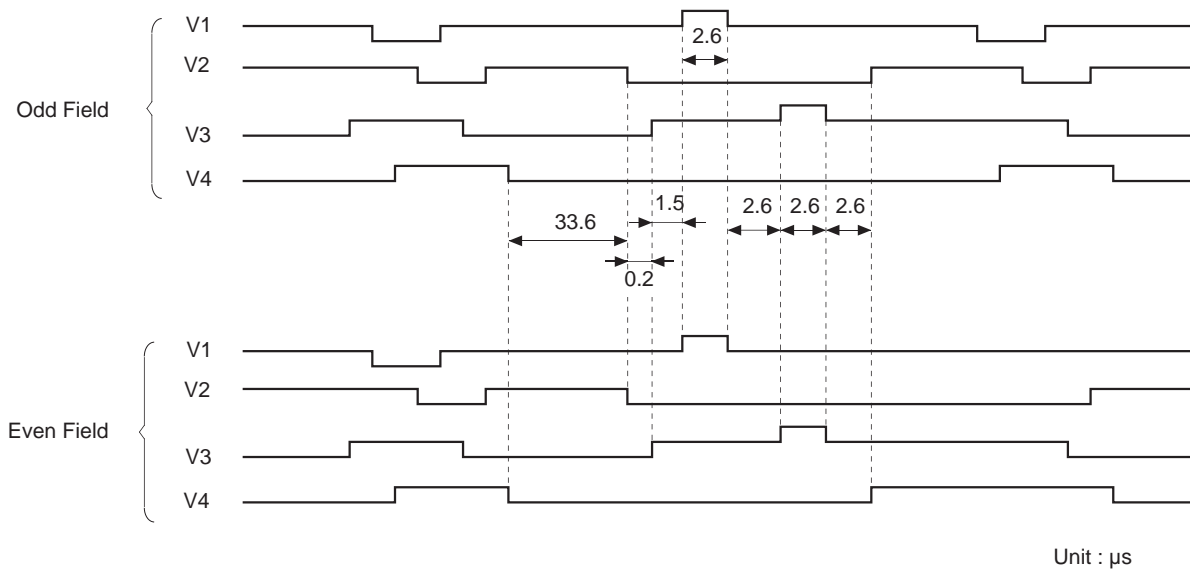 V1
2.6
V2
Odd Field
V3
V4
1.5
2.6 2.6 2.6
33.6
0.2
V1
V2
Even Field
V3
V4
Unit : µs